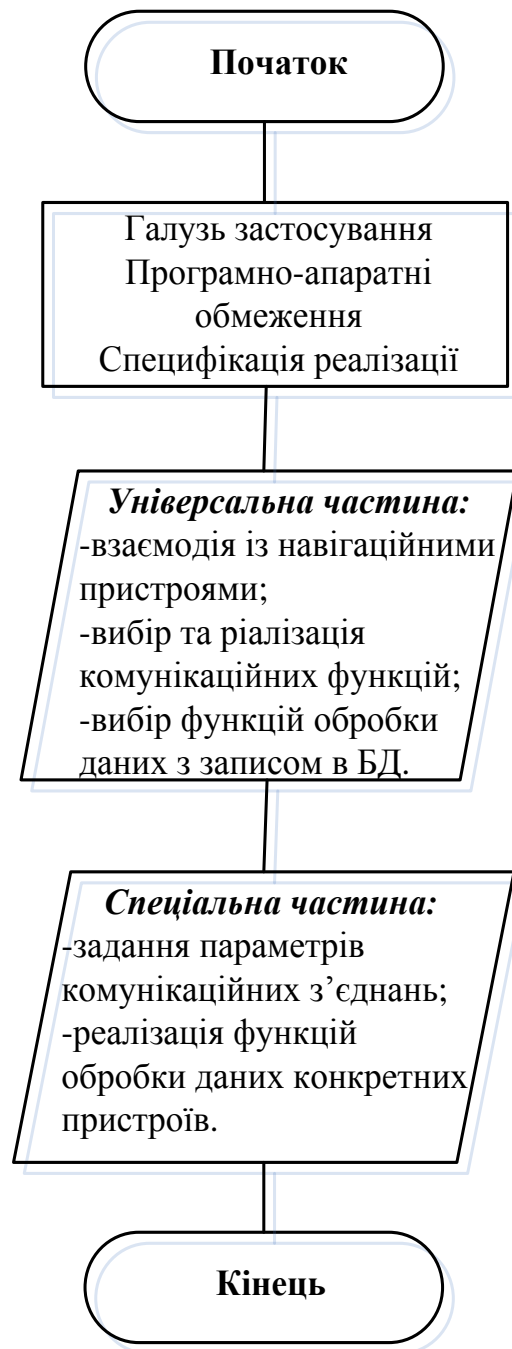 Початок
Галузь застосування
Програмно-апаратні
обмеження
Специфікація реалізації
Універсальна частина:
-взаємодія із навігаційними
пристроями;
-вибір та ріалізація
комунікаційних функцій;
-вибір функцій обробки
даних з записом в БД.
Спеціальна частина:
-задання параметрів
комунікаційних з’єднань;
-реалізація функцій
обробки даних конкретних
пристроїв.
Кінець